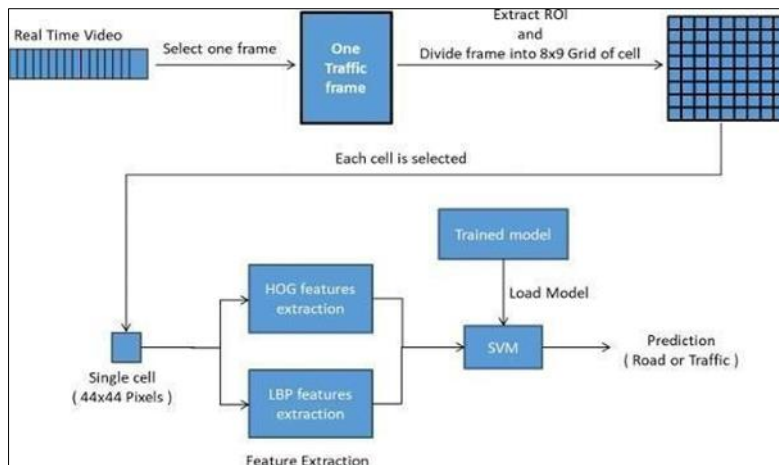 Real Time Video
Select one frame
One
Traffic
frame
Extract ROI
and
Divide frame into 8x9 Grid of cell
Each cell is selected
Trained model
Load Model
HOG features
extraction
SVM
Prediction
( Road or Traffic )
Single cell
( 44x44 Pixels )
LBP features
extraction
Feature Extraction